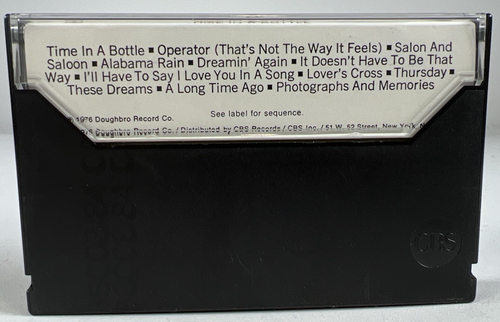 Time In A Bottle ▪ Operator (That's Not The Way It Feels) ▪ Salon And
Saloon ▪ Alabama Rain ▪ Dreamin' Again ▪ It Doesn't Have To Be That
Way ▪ I'll Have To Say I Love You In A Song ▪ Lover's Cross ▪ Thursday ▪
These Dreams ▪ A Long Time Ago ▪ Photographs And Memories
1976 Doughbro Record Co.
See label for sequence.
1976 Doughbro Record Co. / Distributed by CBS Records / CBS Inc. / 51 W. 52 Street, New York,
CBS